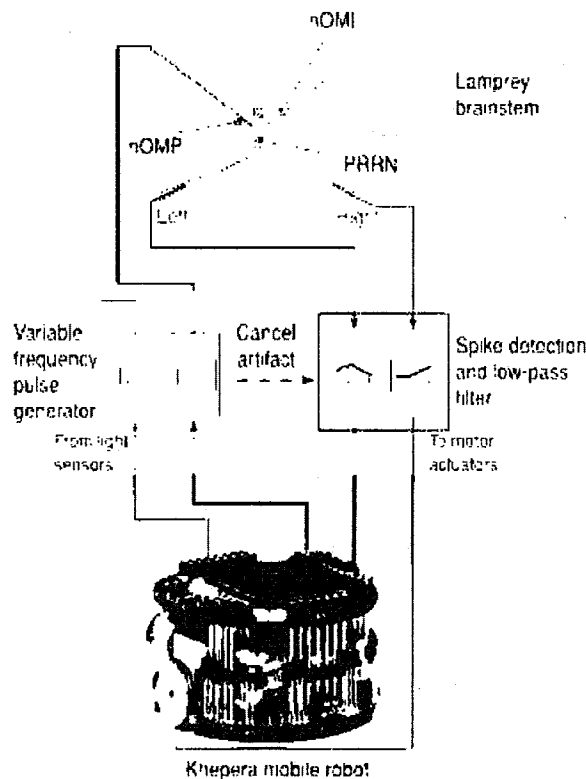 nOMI
Lamprey
brainstem
nOMP
PRRN
Left
Right
Variable
frequency
pulse
generator
Cancel
artifact
Spike detection
and low-pass
filter
From light
sensors
To motor
actuators
Khepera mobile robot